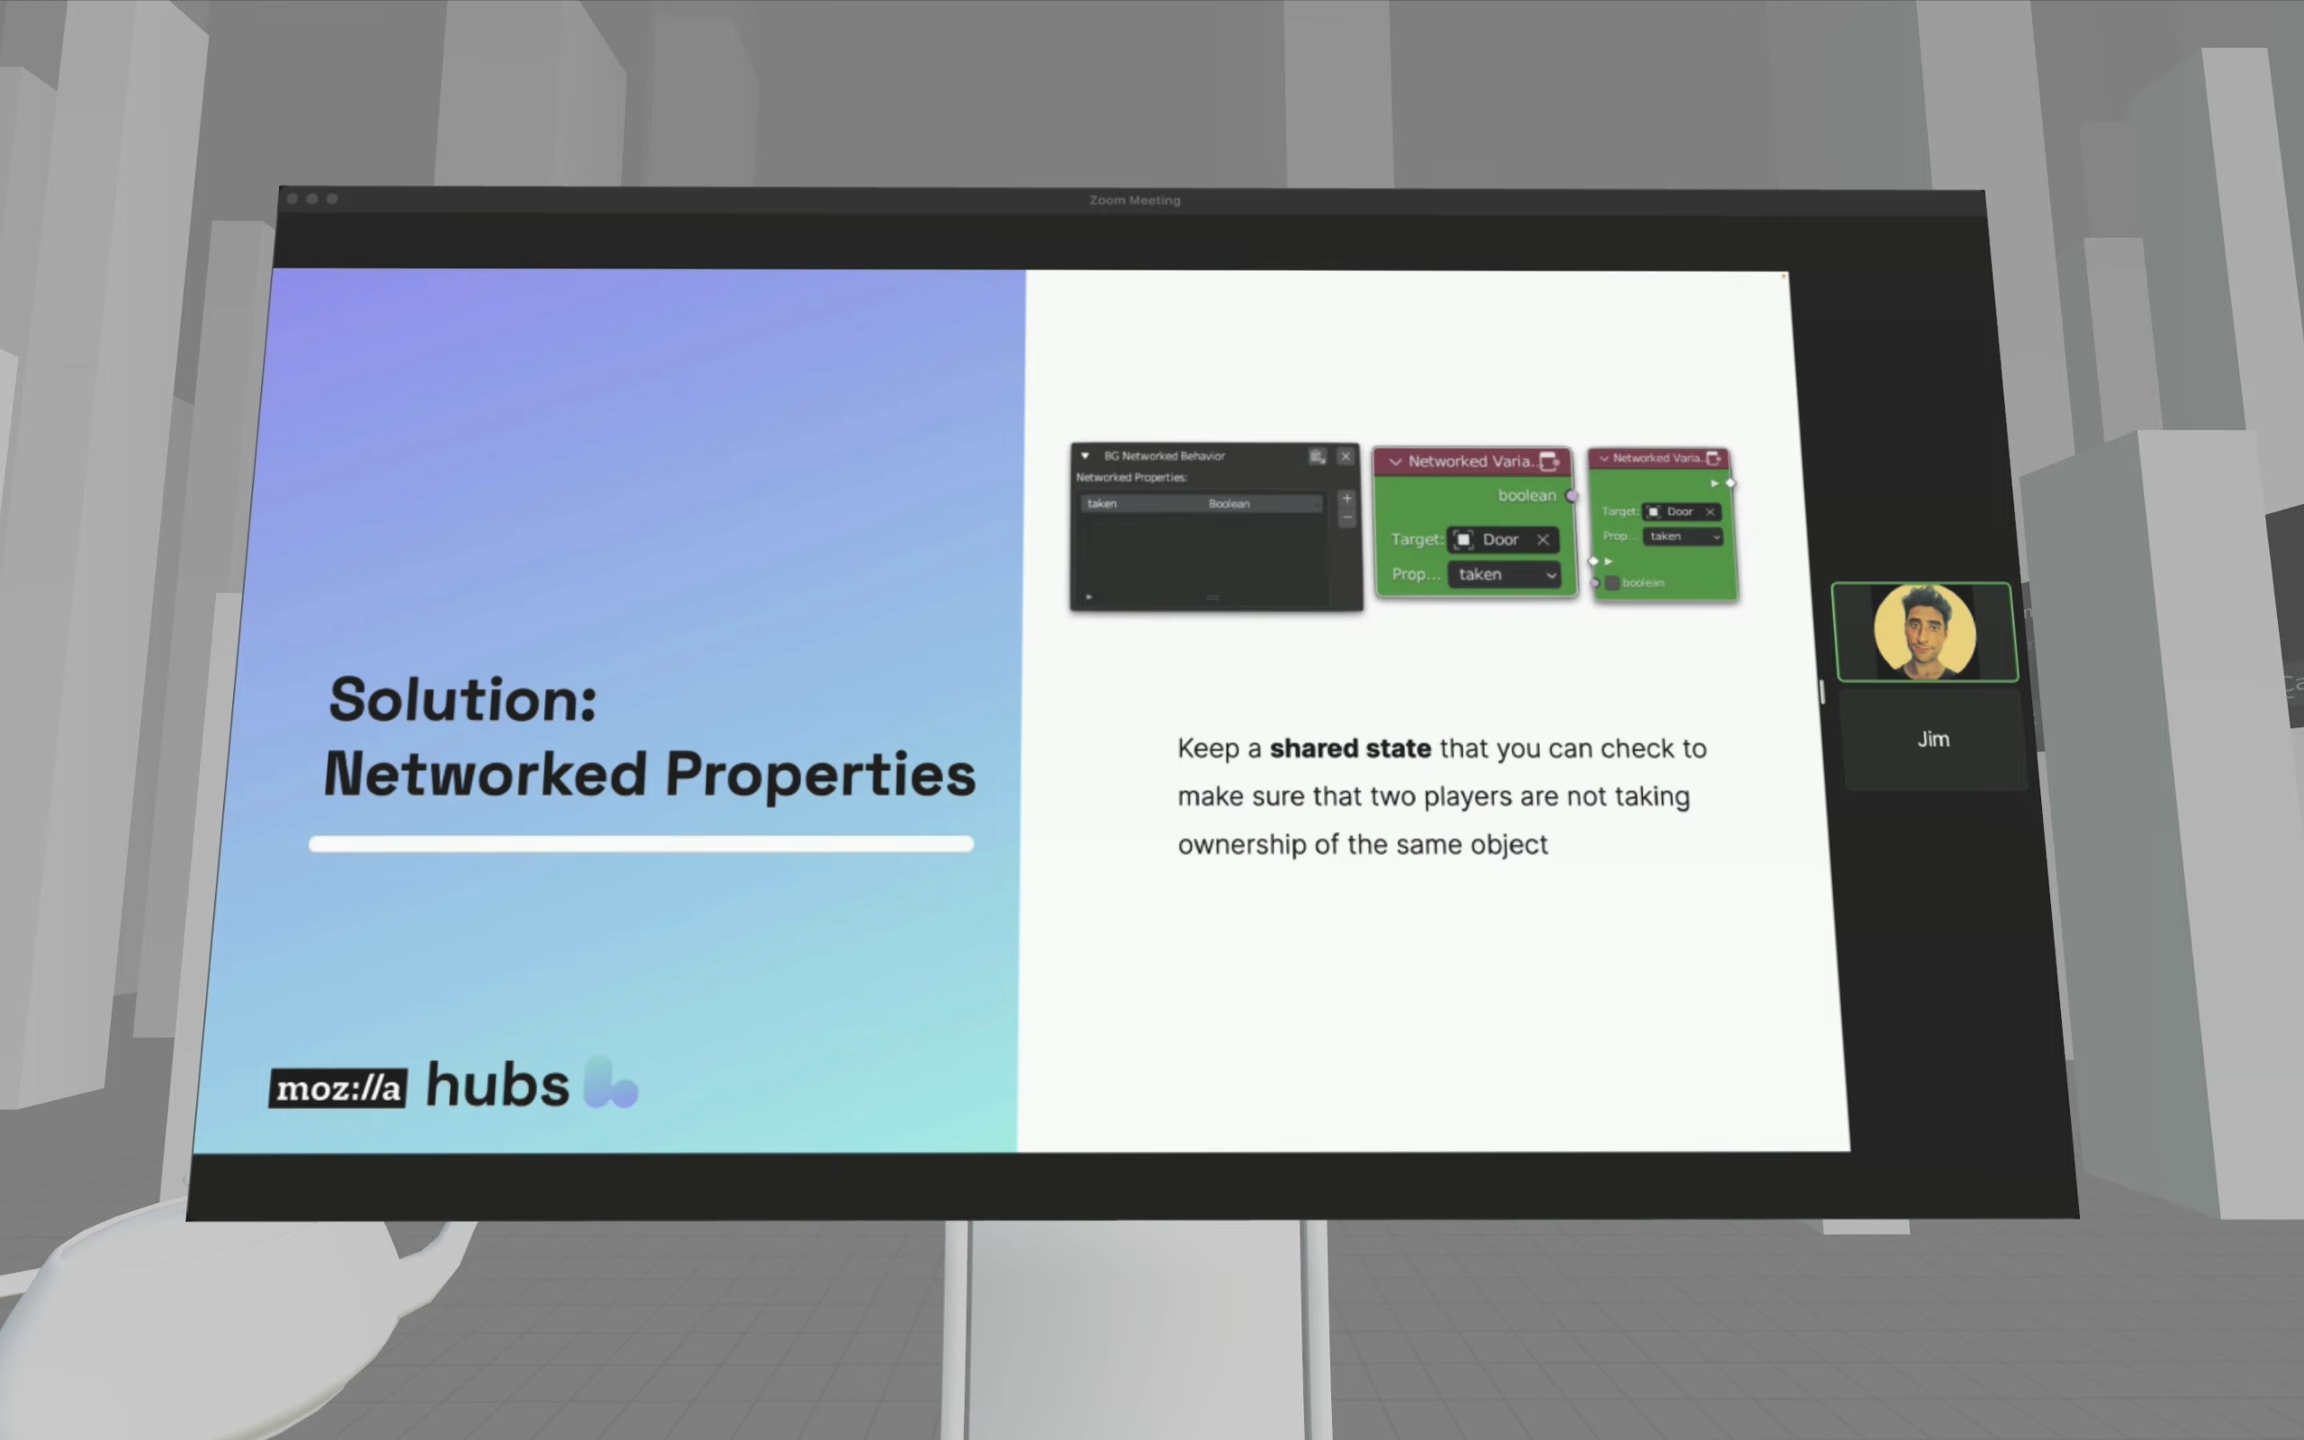 Zoom Meeting
Solution:
Networked Properties
moz://a hubs
BG Networked Behavior
Networked Properties:
taken Boolean
Networked Varia..
boolean
Target: Door
Prop... taken
Networked Varia..
Target: Door
Prop... taken
boolean
Keep a shared state that you can check to
make sure that two players are not taking
ownership of the same object
Jim